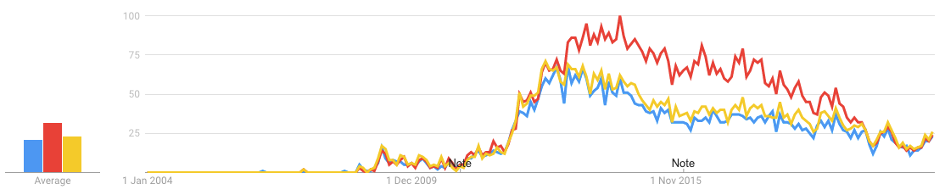 100
75
50
25
Note
Note
Average
1 Jan 2004
1 Dec 2009
1 Nov 2015